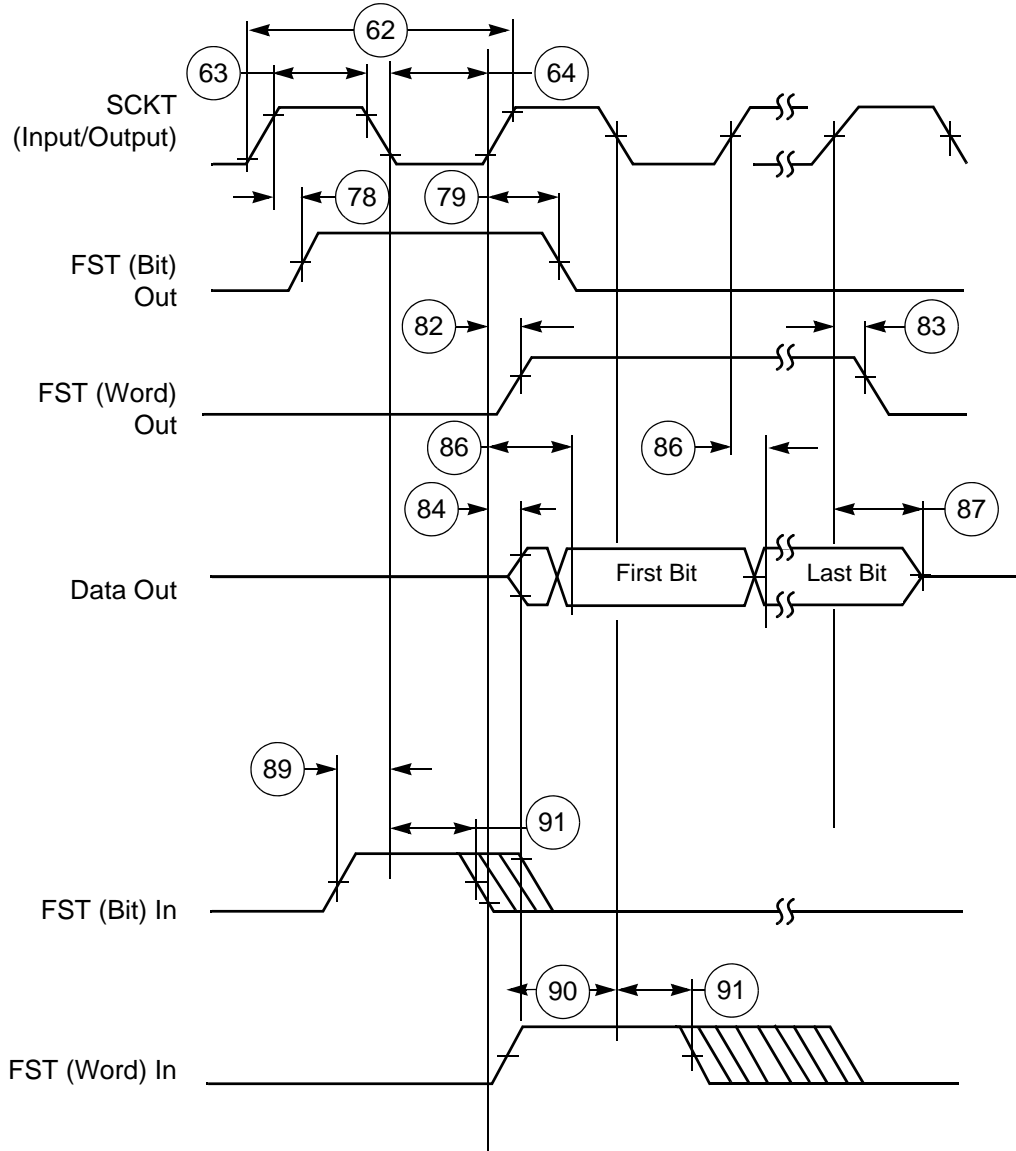 62
63
64
SCKT
(Input/Output)
78
79
FST (Bit)
Out
82
83
FST (Word)
Out
86
86
84
87
Data Out
First Bit
Last Bit
89
91
FST (Bit) In
90
91
FST (Word) In